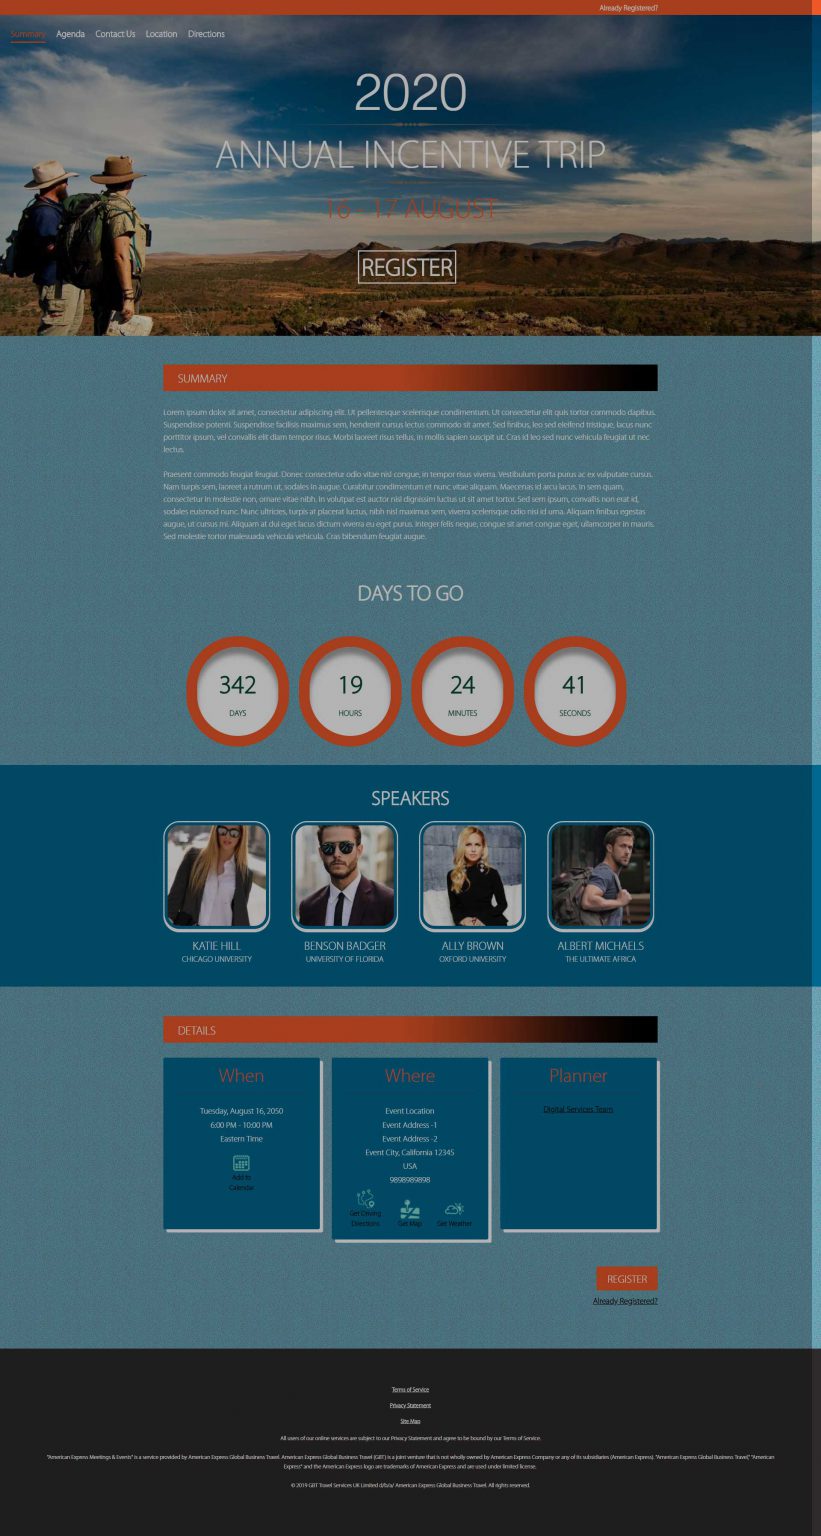 Already Registered?
Summary Agenda Contact Us Location Directions
2020
ANNUAL INCENTIVE TRIP
16 - 17 AUGUST
REGISTER
SUMMARY
Lorem ipsum dolor sit amet, consectetur adipiscing elit. Ut pellentesque scelerisque condimentum. Ut consectetur elit quis tortor commodo dapibus.
Suspendisse potenti. Suspendisse facilisis maximus sem, hendrerit cursus lectus commodo sit amet. Sed finibus, leo sed eleifend tristique, lacus nunc
porttitor ipsum, vel convallis elit diam tempor risus. Morbi laoreet risus tellus, in mollis sapien suscipit ut. Cras id leo sed nunc vehicula feugiat ut nec
lectus.
Praesent commodo feugiat feugiat. Donec consectetur odio vitae nisl congue, in tempor risus viverra. Vestibulum porta purus ac ex vulputate cursus.
Nam turpis sem, laoreet a rutrum ut, sodales in augue. Curabitur condimentum et nunc vitae aliquam. Maecenas id arcu lacus. In sem quam,
consectetur in molestie non, ornare vitae nibh. In volutpat est auctor nisl dignissim luctus ut sit amet tortor. Sed sem ipsum, convallis non erat id,
sodales euismod nunc. Nunc ultricies, turpis at placerat luctus, nibh nisl maximus sem, viverra scelerisque odio nisi id urna. Aliquam finibus egestas
augue, ut cursus mi. Aliquam at dui eget lacus dictum viverra eu eget purus. Integer felis neque, congue sit amet congue eget, ullamcorper in mauris.
Sed molestie tortor malesuada vehicula vehicula. Cras bibendum feugiat augue.
DAYS TO GO
342 19 24 41
DAYS HOURS MINUTES SECONDS
SPEAKERS
KATIE HILL BENSON BADGER ALLY BROWN ALBERT MICHAELS
CHICAGO UNIVERSITY UNIVERSITY OF FLORIDA OXFORD UNIVERSITY THE ULTIMATE AFRICA
DETAILS
When
Tuesday, August 16, 2050
6:00 PM - 10:00 PM
Eastern Time
Add to
Calendar
Where
Event Location
Event Address -1
Event Address -2
Event City, California 12345
USA
9898989898
Get Driving
Directions
Get Map
Get Weather
Planner
Digital Services Team
REGISTER
Already Registered?
Terms of Service
Privacy Statement
Site Map
All users of our online services are subject to our Privacy Statement and agree to be bound by our Terms of Service.
"American Express Meetings & Events" is a service provided by American Express Global Business Travel. American Express Global Business Travel (GBT) is a joint venture that is not wholly owned by American Express Company or any of its subsidiaries (American Express). "American Express Global Business Travel," "American
Express" and the American Express logo are trademarks of American Express and are used under limited license.
© 2019 GBT Travel Services UK Limited d/b/a/ American Express Global Business Travel. All rights reserved.